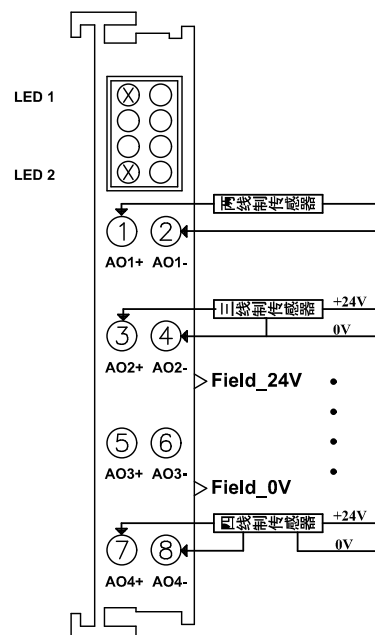 LED 1
LED 2
两线制传感器
① ②
AO1+ AO1-
三线制传感器 +24V
0V
③ ④
AO2+ AO2-
Field_24V
⑤ ⑥
AO3+ AO3-
Field_0V
四线制传感器 +24V
0V
⑦ ⑧
AO4+ AO4-